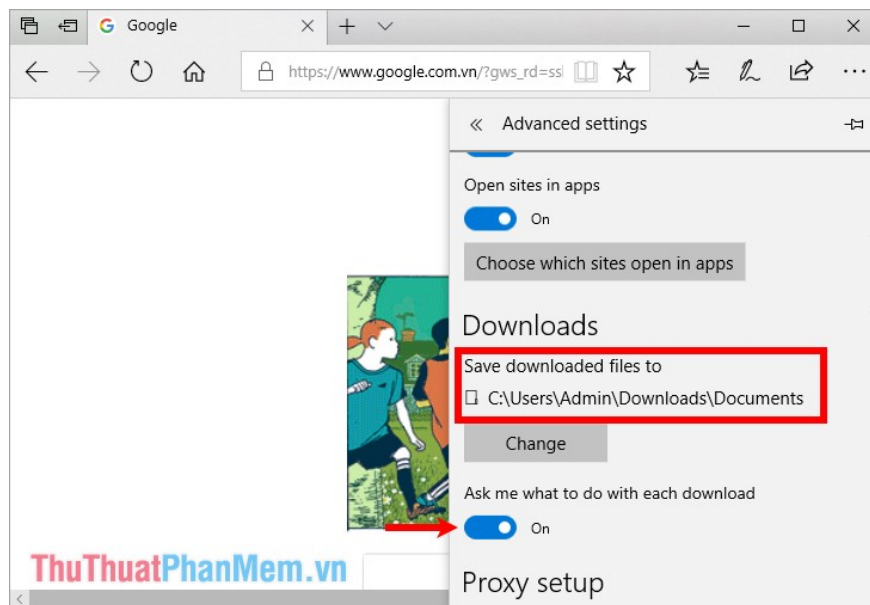 Google
https://www.google.com.vn/?gws_rd=ssl
Advanced settings
Open sites in apps
On
Choose which sites open in apps
Downloads
Save downloaded files to
C:\Users\Admin\Downloads\Documents
Change
Ask me what to do with each download
On
ThuThuatPhanMem.vn
Proxy setup